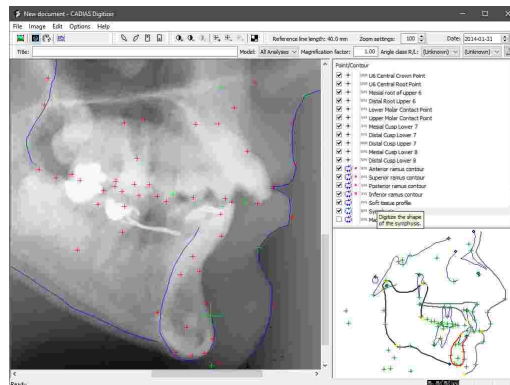 New document - CADIAS Digitizer
File Image Edit Options Help
Reference line length: 40.0 mm Zoom settings: 100 Date: 2014-01-31
Title: Model: All Analyses Magnification factor: 1.00 Angle class R/L: (Unknown) (Unknown)
Point/Contour
U6 Central Crown Point
U6 Central Root Point
Mesial root of upper 6
Distal Root Upper 6
Lower Molar Contact Point
Upper Molar Contact Point
Mesial Cusp Lower 7
Distal Cusp Lower 7
Distal Cusp Upper 7
Mesial Cusp Lower 8
Distal Cusp Lower 8
Anterior ramus contour
Superior ramus contour
Posterior ramus contour
Inferior ramus contour
Soft tissue profile
Digitize the shape
of the symphysis.
Ready